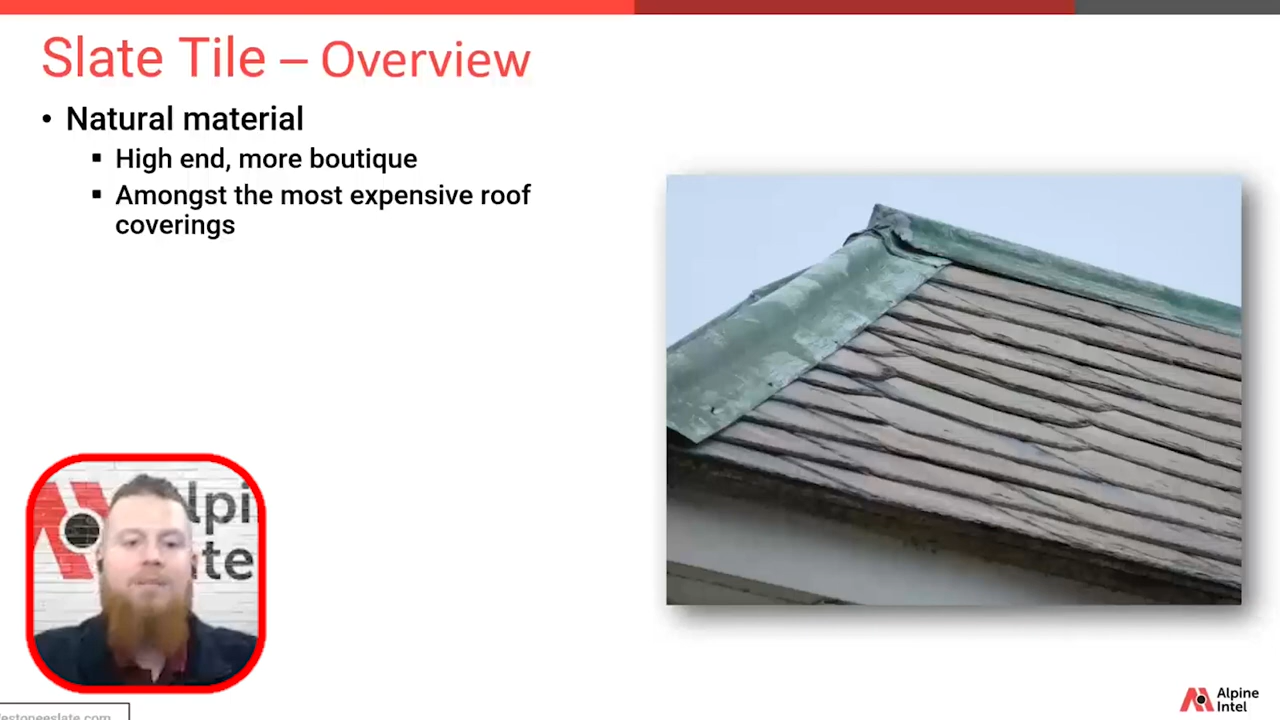 Slate Tile – Overview
• Natural material
▪ High end, more boutique
▪ Amongst the most expensive roof
coverings
Alpine
Intel